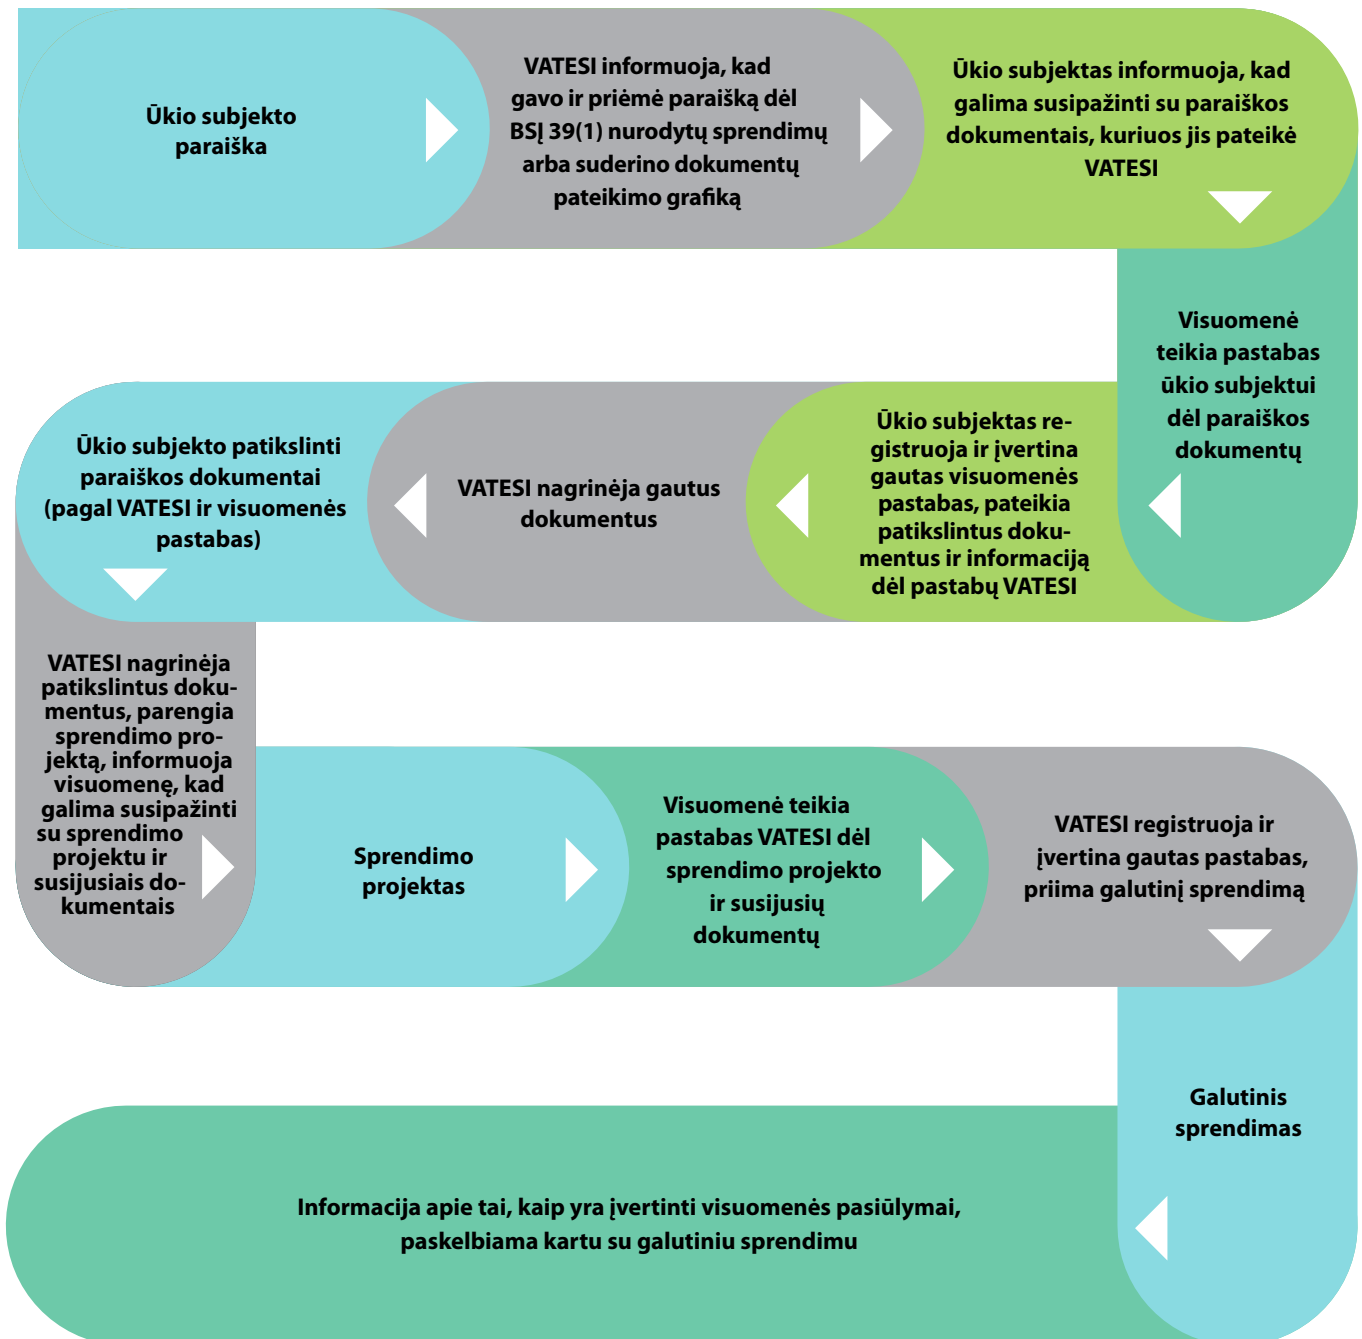 Ūkio subjekto
paraiška
VATESI informuoja, kad
gavo ir priėmė paraišką dėl
BSĮ 39(1) nurodytų sprendimų
arba suderino dokumentų
pateikimo grafiką
Ūkio subjektas informuoja, kad
galima susipažinti su paraiškos
dokumentais, kuriuos jis pateikė
VATESI
Visuomenė
teikia pastabas
ūkio subjektui
dėl paraiškos
dokumentų
Ūkio subjektas re-
gistruoja ir įvertina
gautas visuomenės
pastabas, pateikia
patikslintus doku-
mentus ir informaciją
dėl pastabų VATESI
VATESI nagrinėja gautus
dokumentus
Ūkio subjekto patikslinti
paraiškos dokumentai
(pagal VATESI ir visuomenės
pastabas)
VATESI nagrinėja
patikslintus doku-
mentus, parengia
sprendimo pro-
jektą, informuoja
visuomenę, kad
galima susipažinti
su sprendimo
projektu ir
susijusiais do-
kumentais
Sprendimo
projektas
Visuomenė teikia
pastabas VATESI dėl
sprendimo projekto
ir susijusių
dokumentų
VATESI registruoja ir
įvertina gautas pastabas,
priima galutinį sprendimą
Galutinis
sprendimas
Informacija apie tai, kaip yra įvertinti visuomenės pasiūlymai,
paskelbiama kartu su galutiniu sprendimu